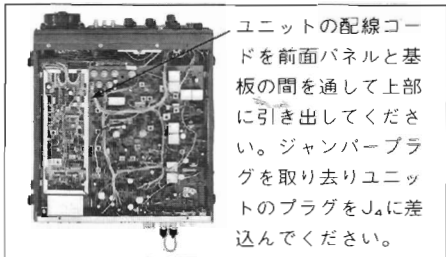 ユニットの配線コー
ドを前面パネルと基
板の間を通して上部
に引き出してくださ
い。ジャンパープラ
グを取り去りユニッ
トのプラグをJ₄に差
込んでください。